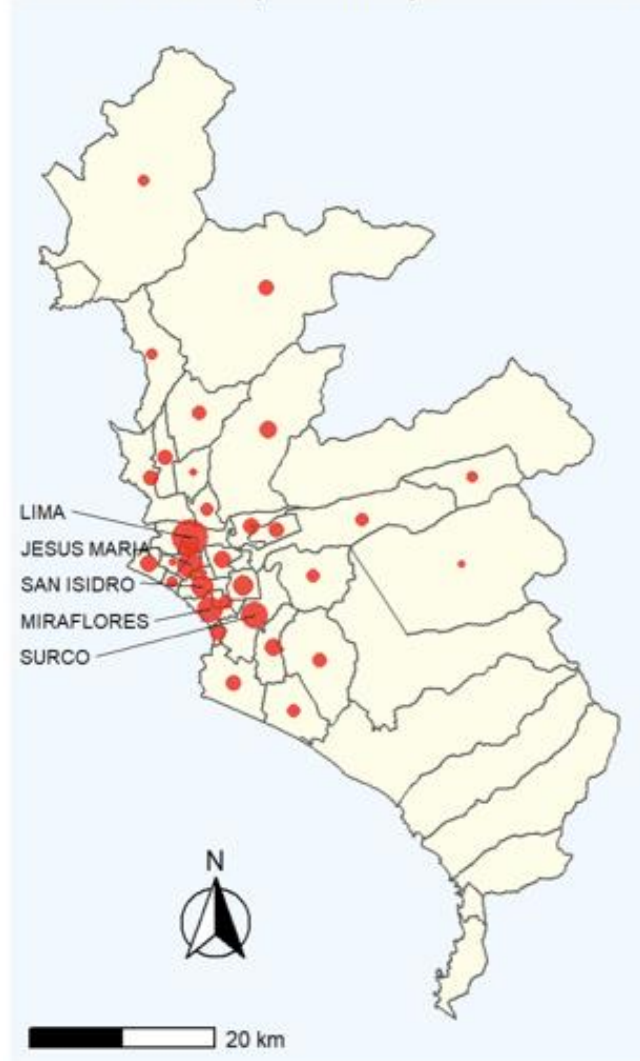 LIMA
JESUS MARIA
SAN ISIDRO
MIRAFLORES
SURCO
N
20 km